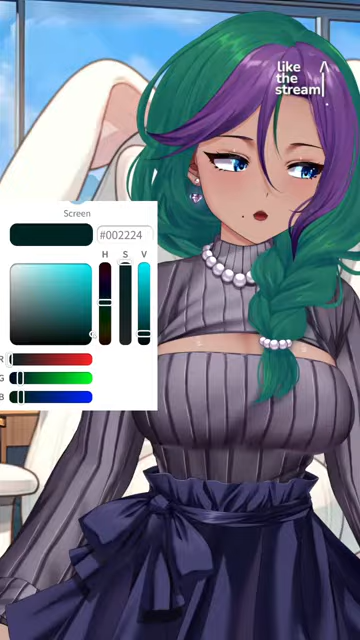 like
the
stream
Screen
#002224
H S V
R
G
B